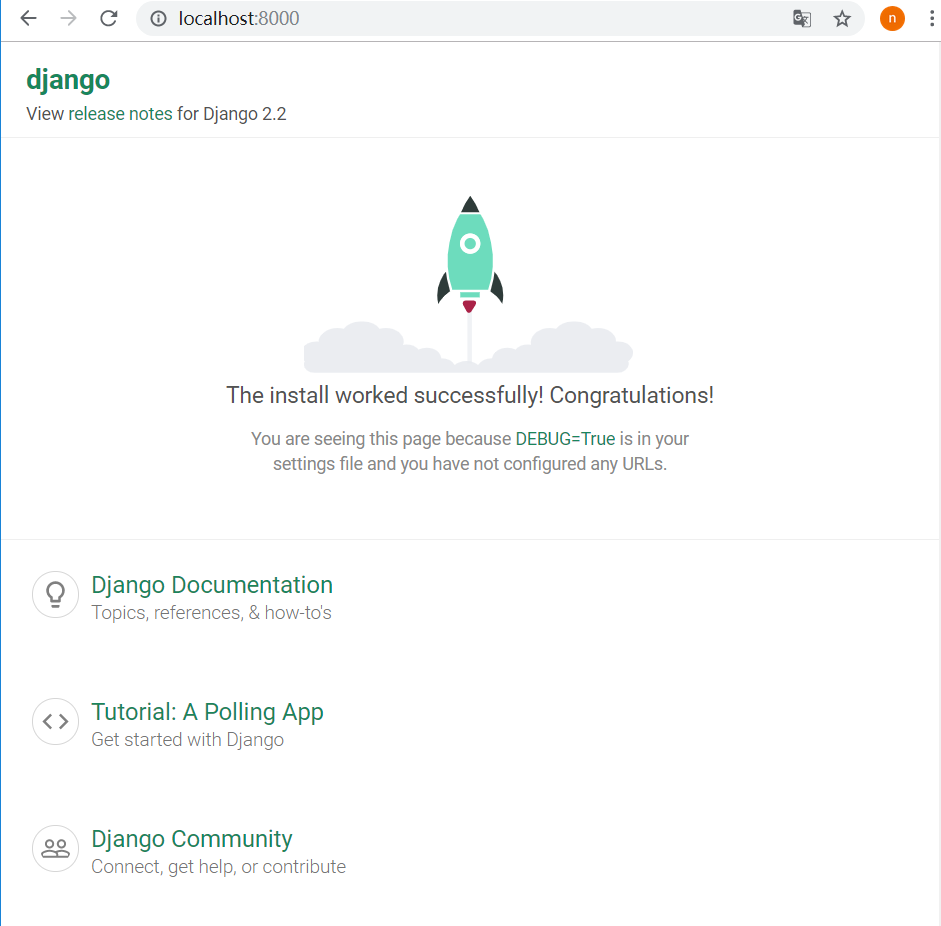 localhost:8000
n
django
View release notes for Django 2.2
The install worked successfully! Congratulations!
You are seeing this page because DEBUG=True is in your
settings file and you have not configured any URLs.
Django Documentation
Topics, references, & how-to's
Tutorial: A Polling App
Get started with Django
Django Community
Connect, get help, or contribute